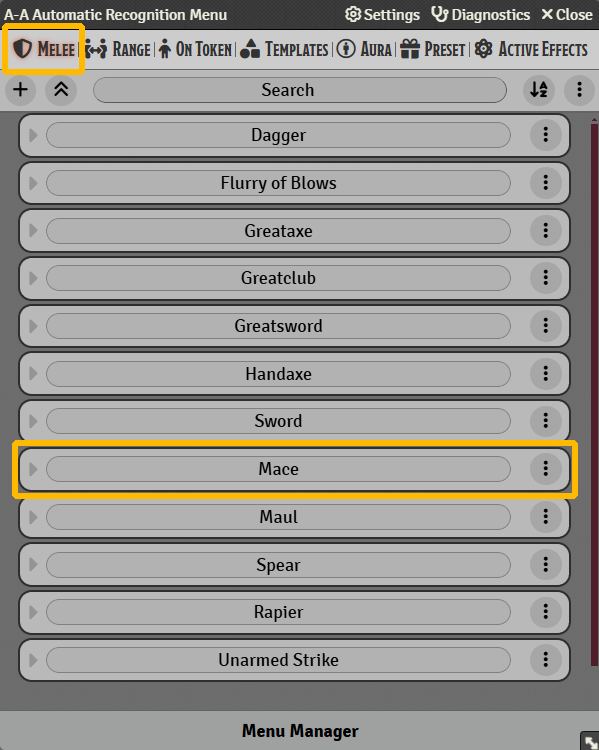 A-A Automatic Recognition Menu Settings Diagnostics Close
Melee Range On Token Templates Aura Preset Active Effects
Search
Dagger
Flurry of Blows
Greataxe
Greatclub
Greatsword
Handaxe
Sword
Mace
Maul
Spear
Rapier
Unarmed Strike
Menu Manager